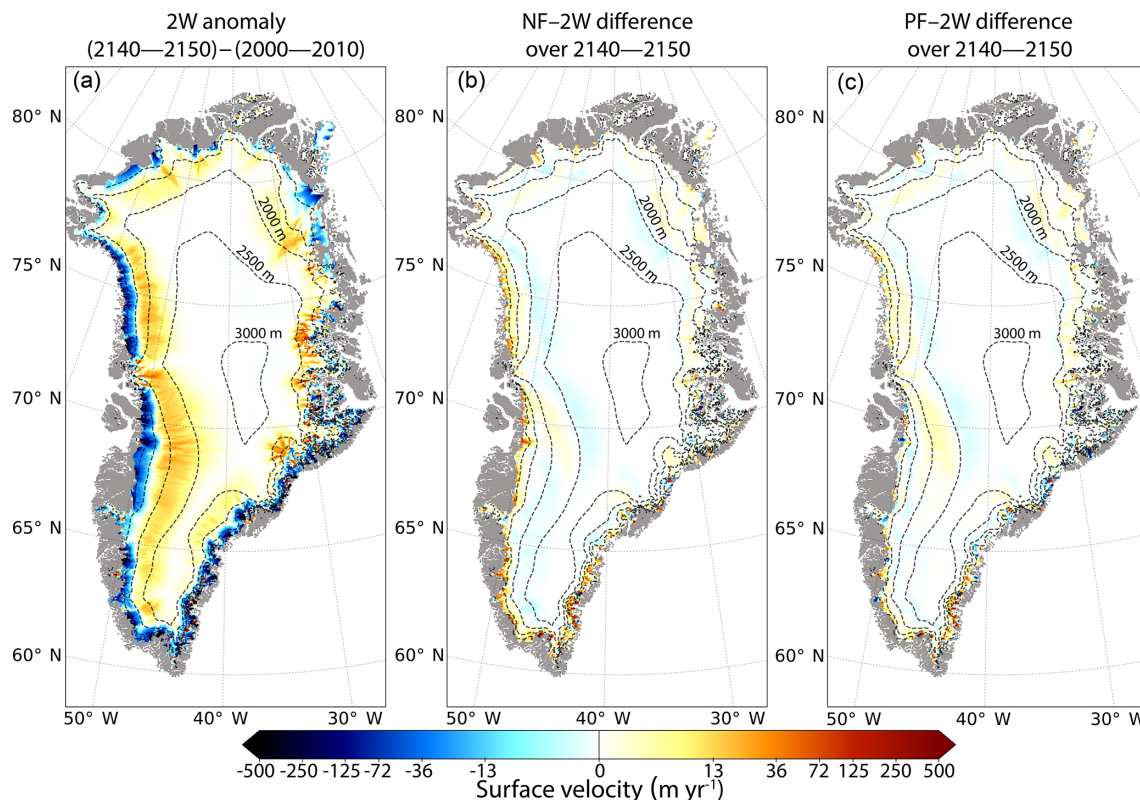 2W anomaly
(2140—2150)–(2000—2010)
NF–2W difference
over 2140—2150
PF–2W difference
over 2140—2150
(a)
(b)
(c)
80° N
75° N
70° N
65° N
60° N
2000 m
2500 m
3000 m
50° W
40° W
30° W
80° N
75° N
70° N
65° N
60° N
2000 m
2500 m
3000 m
50° W
40° W
30° W
80° N
75° N
70° N
65° N
60° N
2000 m
2500 m
3000 m
50° W
40° W
30° W
-500 -250 -125 -72 -36 -13 0 13 36 72 125 250 500
Surface velocity (m yr⁻¹)